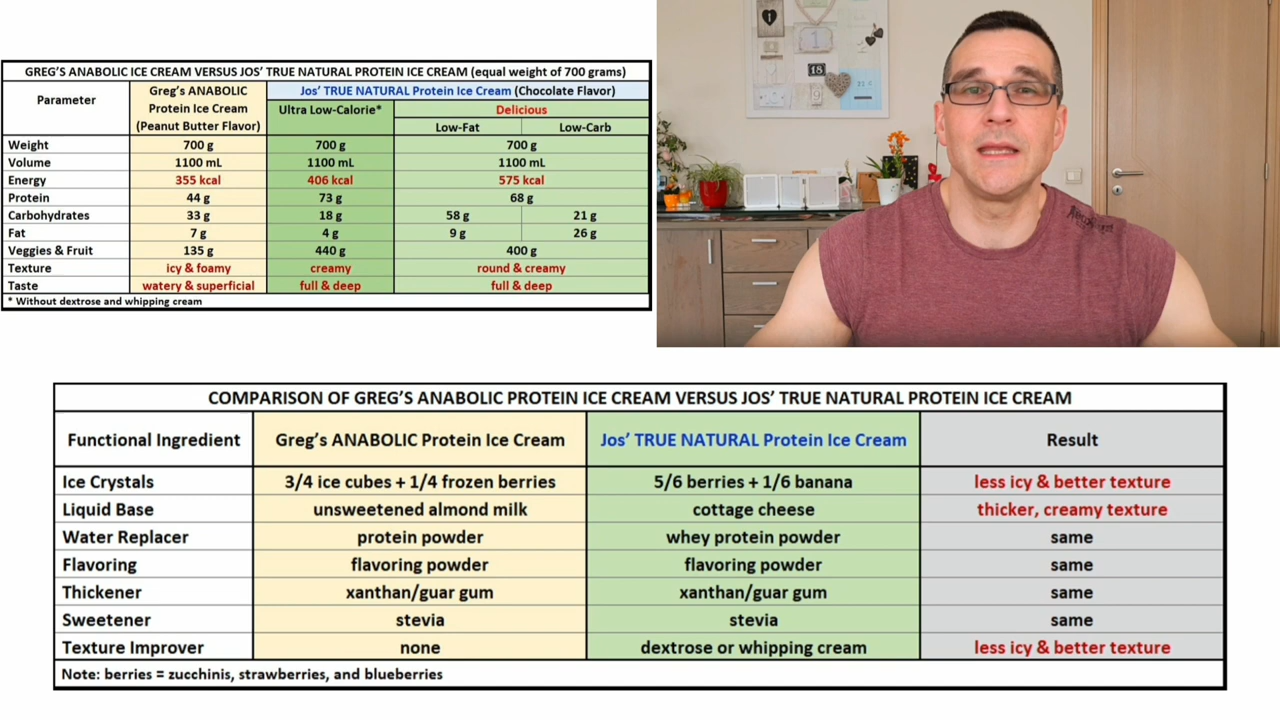 GREG'S ANABOLIC ICE CREAM VERSUS JOS' TRUE NATURAL PROTEIN ICE CREAM (equal weight of 700 grams)
Parameter
Greg's ANABOLIC
Protein Ice Cream
(Peanut Butter Flavor)
Jos' TRUE NATURAL Protein Ice Cream (Chocolate Flavor)
Ultra Low-Calorie*
Delicious
Low-Fat Low-Carb
Weight 700 g 700 g 700 g
Volume 1100 mL 1100 mL 1100 mL
Energy 355 kcal 406 kcal 575 kcal
Protein 44 g 73 g 68 g
Carbohydrates 33 g 18 g 58 g 21 g
Fat 7 g 4 g 9 g 26 g
Veggies & Fruit 135 g 440 g 400 g
Texture icy & foamy creamy round & creamy
Taste watery & superficial full & deep full & deep
* Without dextrose and whipping cream
1
18
9
COMPARISON OF GREG'S ANABOLIC PROTEIN ICE CREAM VERSUS JOS' TRUE NATURAL PROTEIN ICE CREAM
Functional Ingredient Greg's ANABOLIC Protein Ice Cream Jos' TRUE NATURAL Protein Ice Cream Result
Ice Crystals 3/4 ice cubes + 1/4 frozen berries 5/6 berries + 1/6 banana less icy & better texture
Liquid Base unsweetened almond milk cottage cheese thicker, creamy texture
Water Replacer protein powder whey protein powder same
Flavoring flavoring powder flavoring powder same
Thickener xanthan/guar gum xanthan/guar gum same
Sweetener stevia stevia same
Texture Improver none dextrose or whipping cream less icy & better texture
Note: berries = zucchinis, strawberries, and blueberries